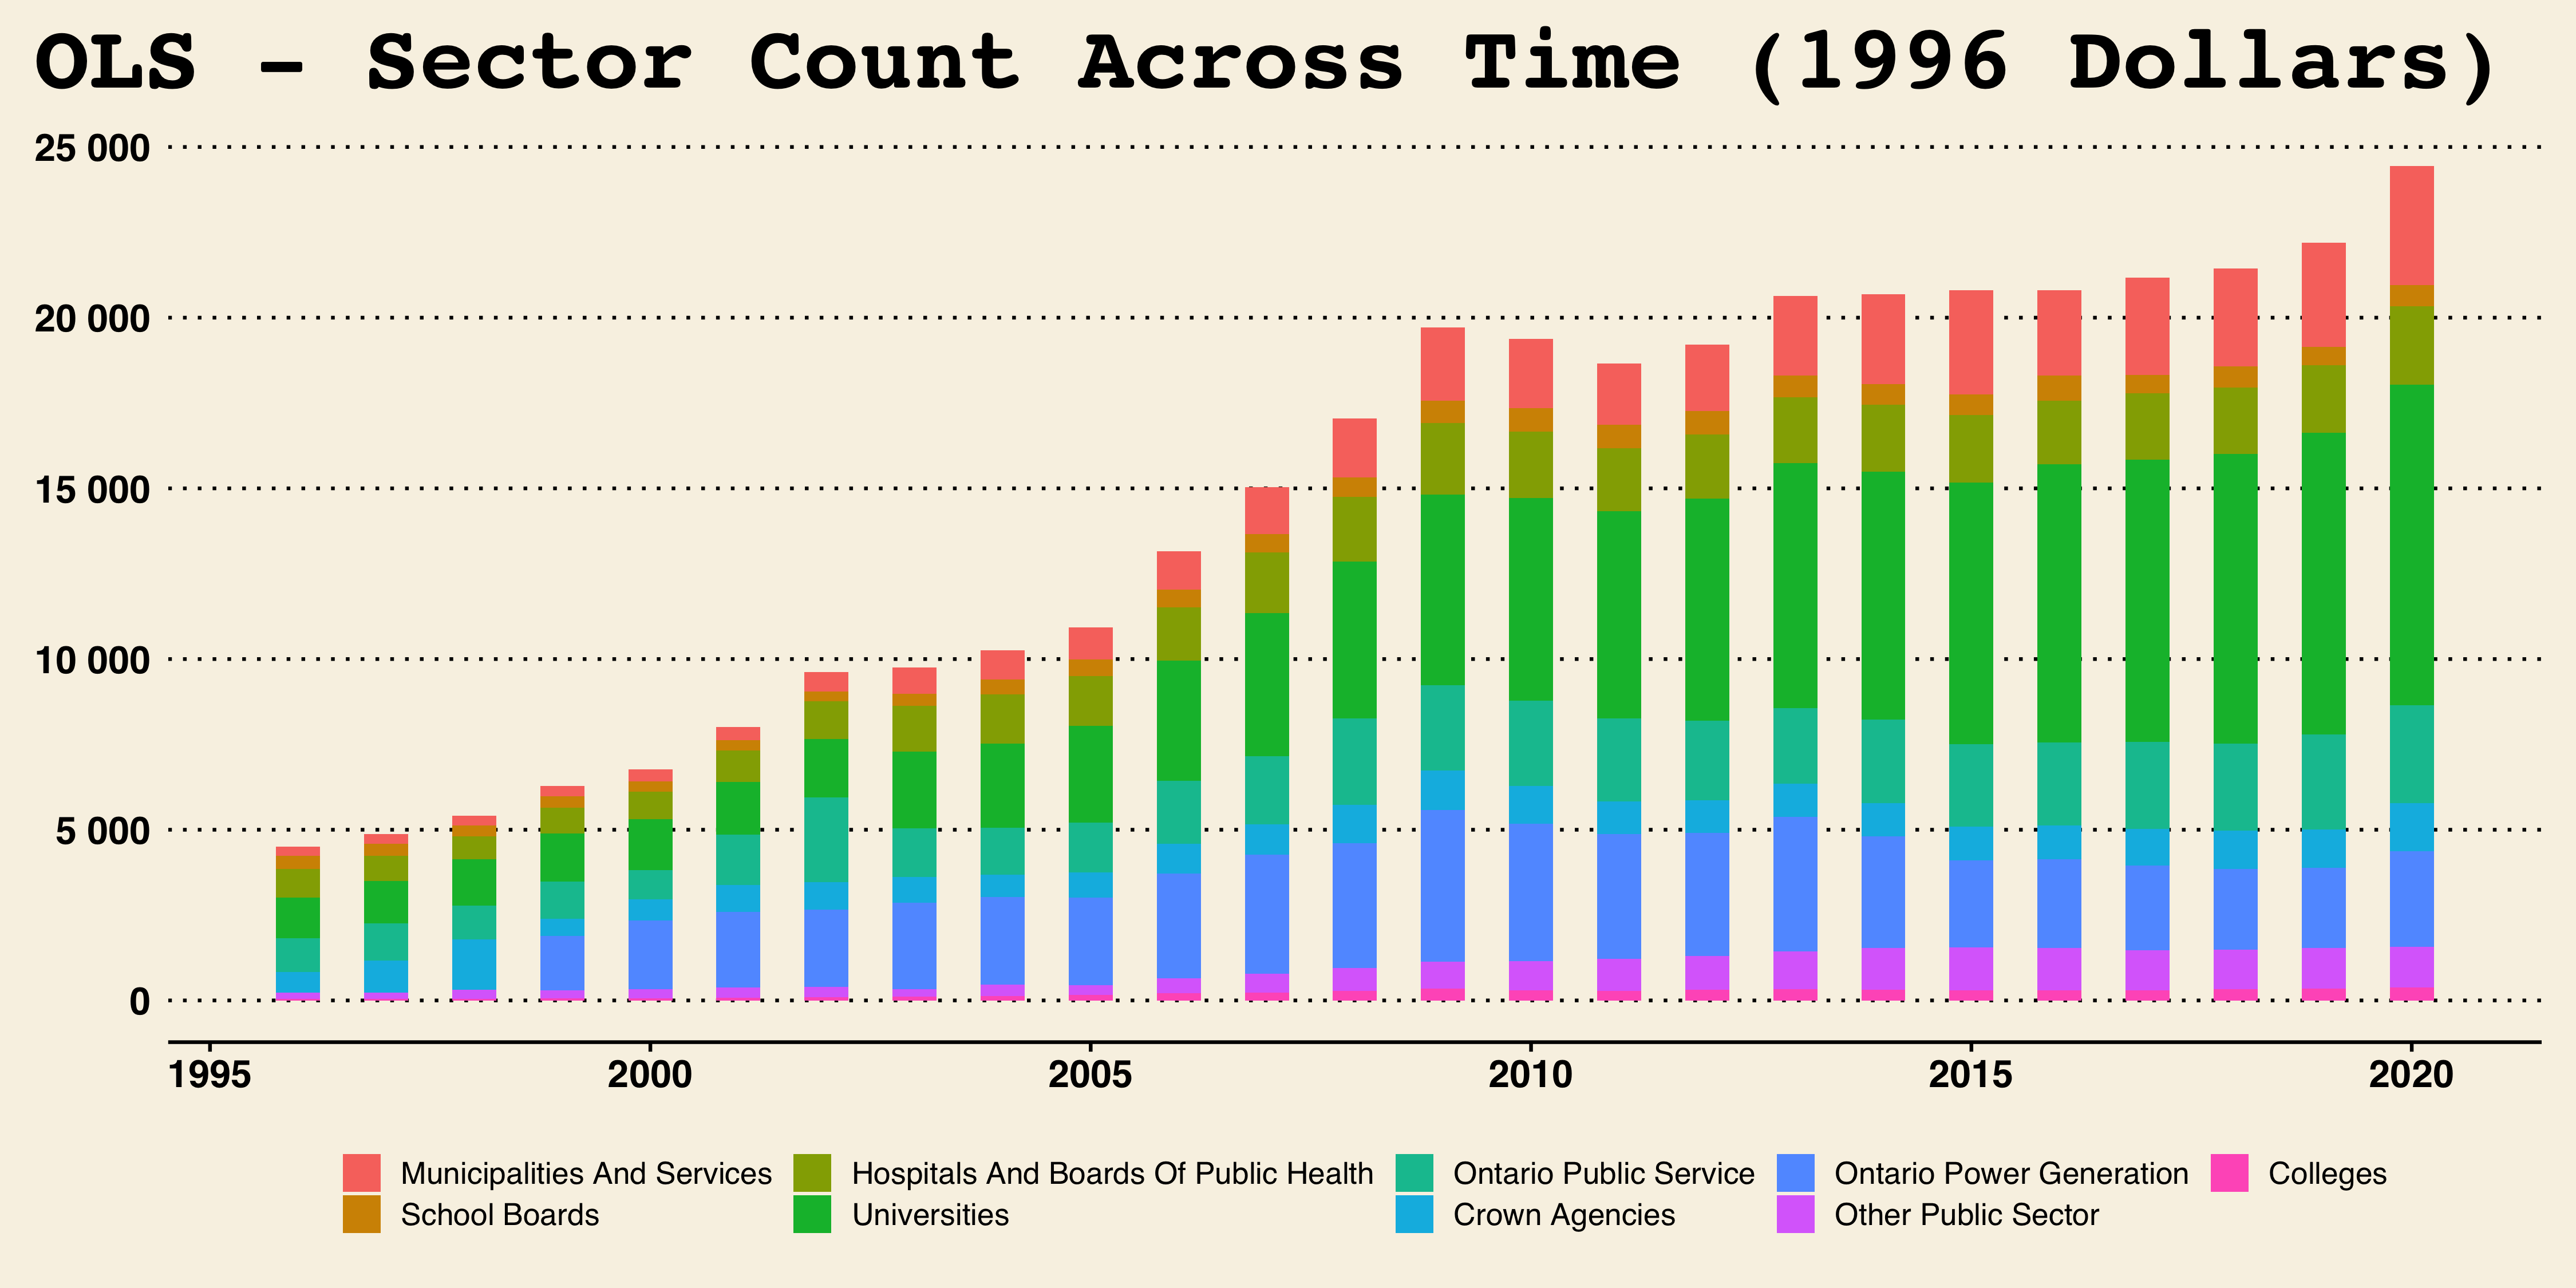 OLS – Sector Count Across Time (1996 Dollars)
25 000
20 000
15 000
10 000
5 000
0
1995 2000 2005 2010 2015 2020
Municipalities And Services Hospitals And Boards Of Public Health Ontario Public Service Ontario Power Generation Colleges
School Boards Universities Crown Agencies Other Public Sector